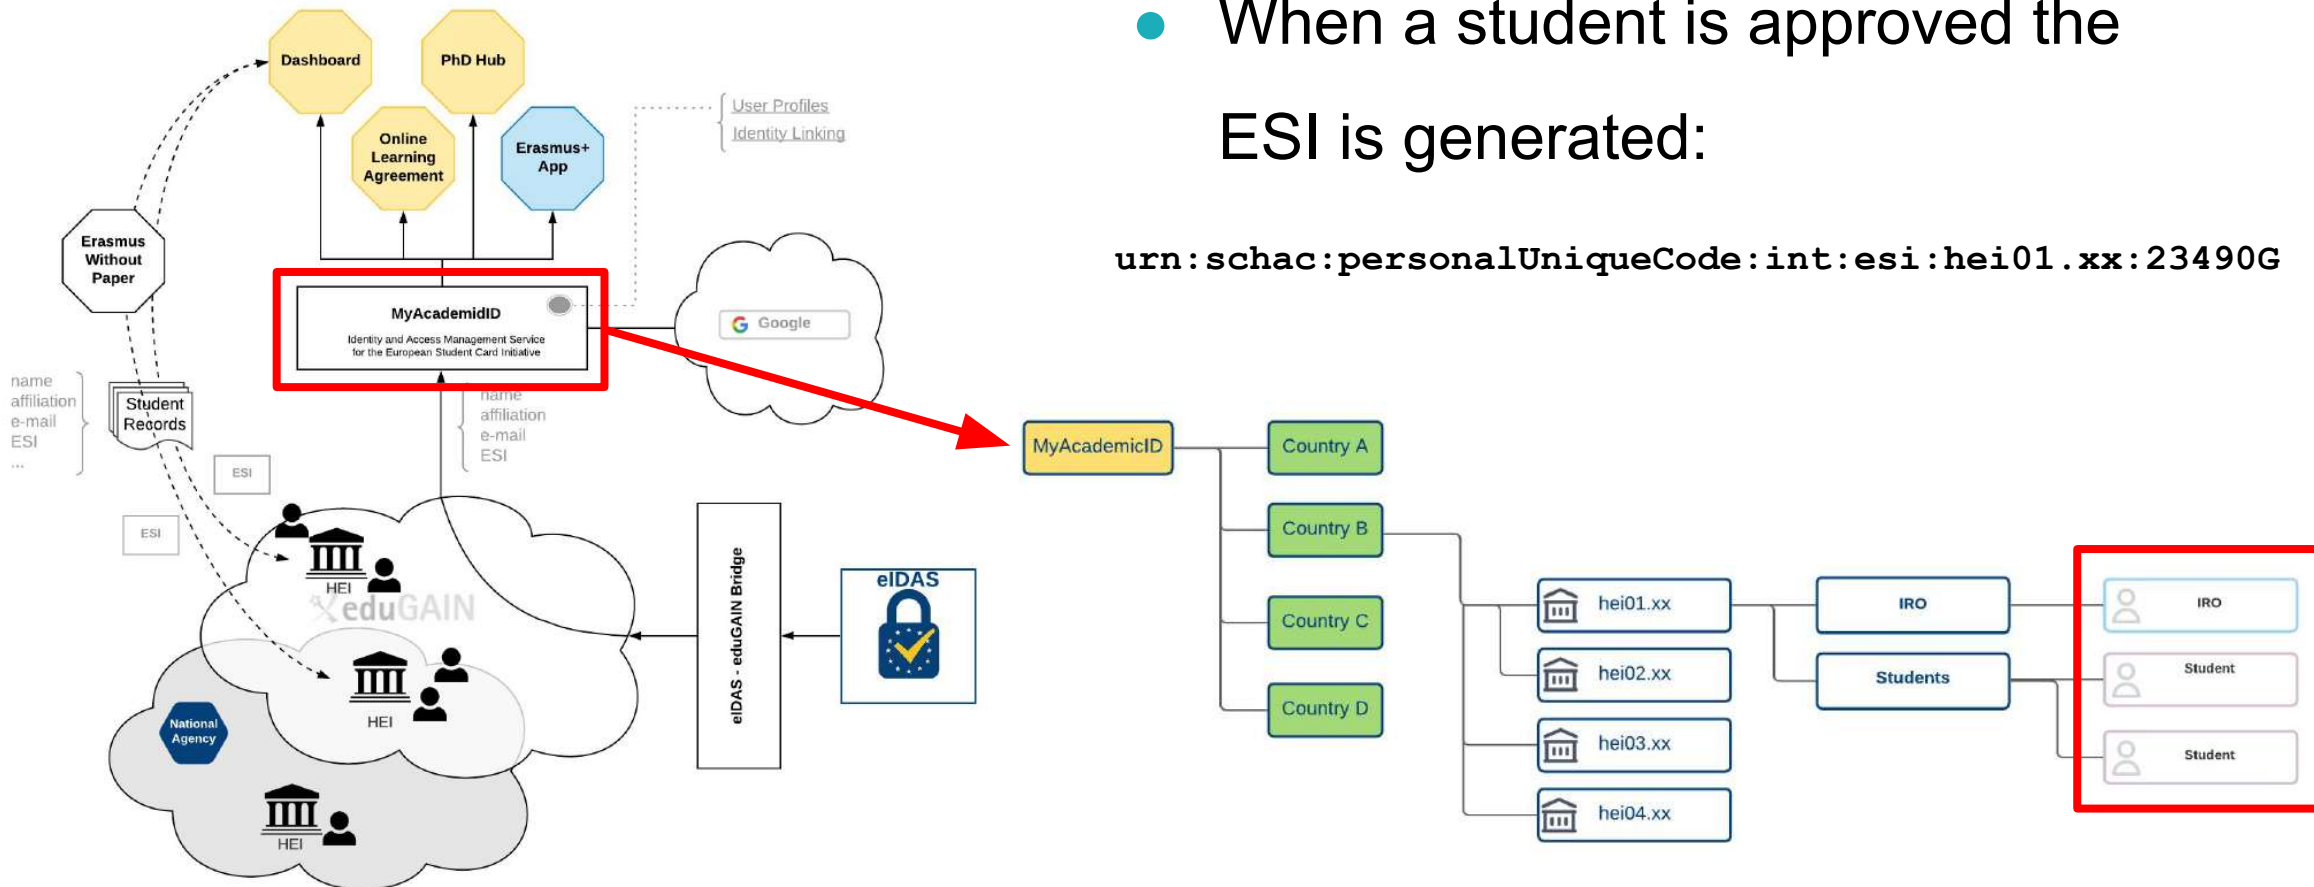 When a student is approved the
ESI is generated:
urn:schac:personalUniqueCode:int:esi:hei01.xx:23490G
Dashboard
PhD Hub
Online
Learning
Agreement
Erasmus+
App
User Profiles
Identity Linking
Erasmus
Without
Paper
MyAcademidID
Identity and Access Management Service
for the European Student Card Initiative
Google
name
affiliation
e-mail
ESI
...
Student
Records
name
affiliation
e-mail
ESI
ESI
ESI
HEI
eduGAIN
HEI
National
Agency
HEI
eIDAS - eduGAIN Bridge
eIDAS
MyAcademicID
Country A
Country B
Country C
Country D
hei01.xx
hei02.xx
hei03.xx
hei04.xx
IRO
Students
IRO
Student
Student